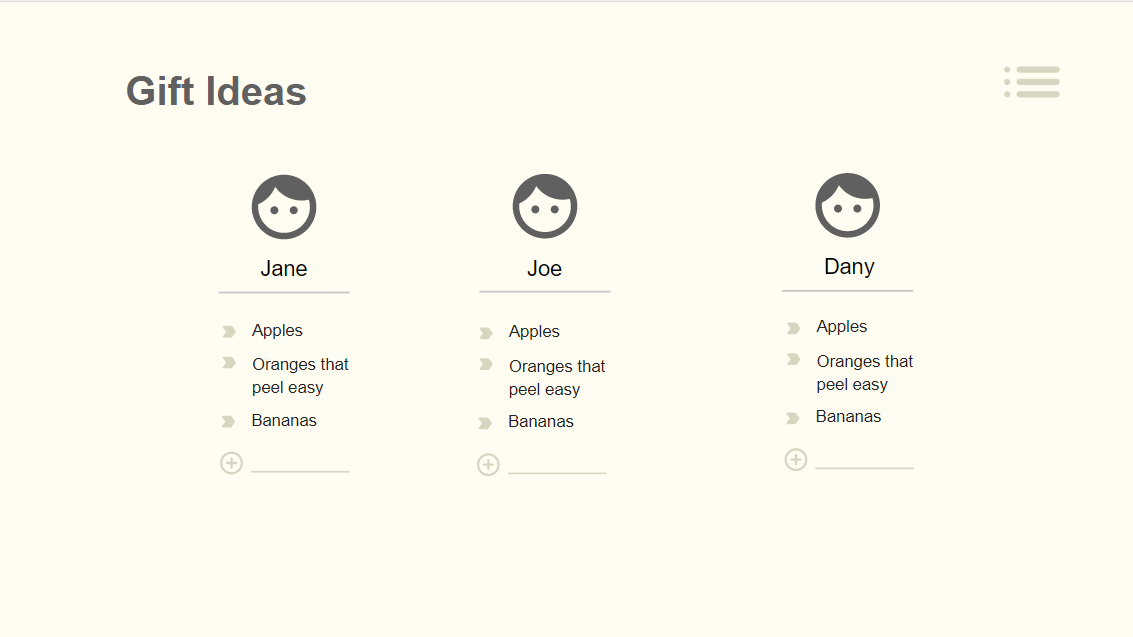 Gift Ideas
Jane
Apples
Oranges that
peel easy
Bananas
Joe
Apples
Oranges that
peel easy
Bananas
Dany
Apples
Oranges that
peel easy
Bananas